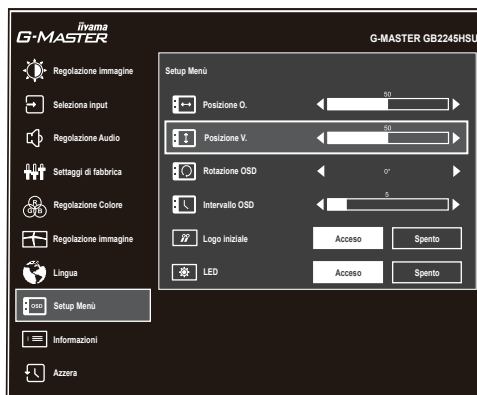 iiyama
G-MASTER
G-MASTER GB2245HSU
Regolazione immagine
Seleziona input
Regolazione Audio
Settaggi di fabbrica
R
G B
Regolazione Colore
Regolazione immagine
Lingua
OSD
Setup Menù
i
Informazioni
Azzera
Setup Menù
Posizione O.
50
Posizione V.
50
Rotazione OSD
0°
Intervallo OSD
5
Logo iniziale
Acceso
Spento
LED
Acceso
Spento